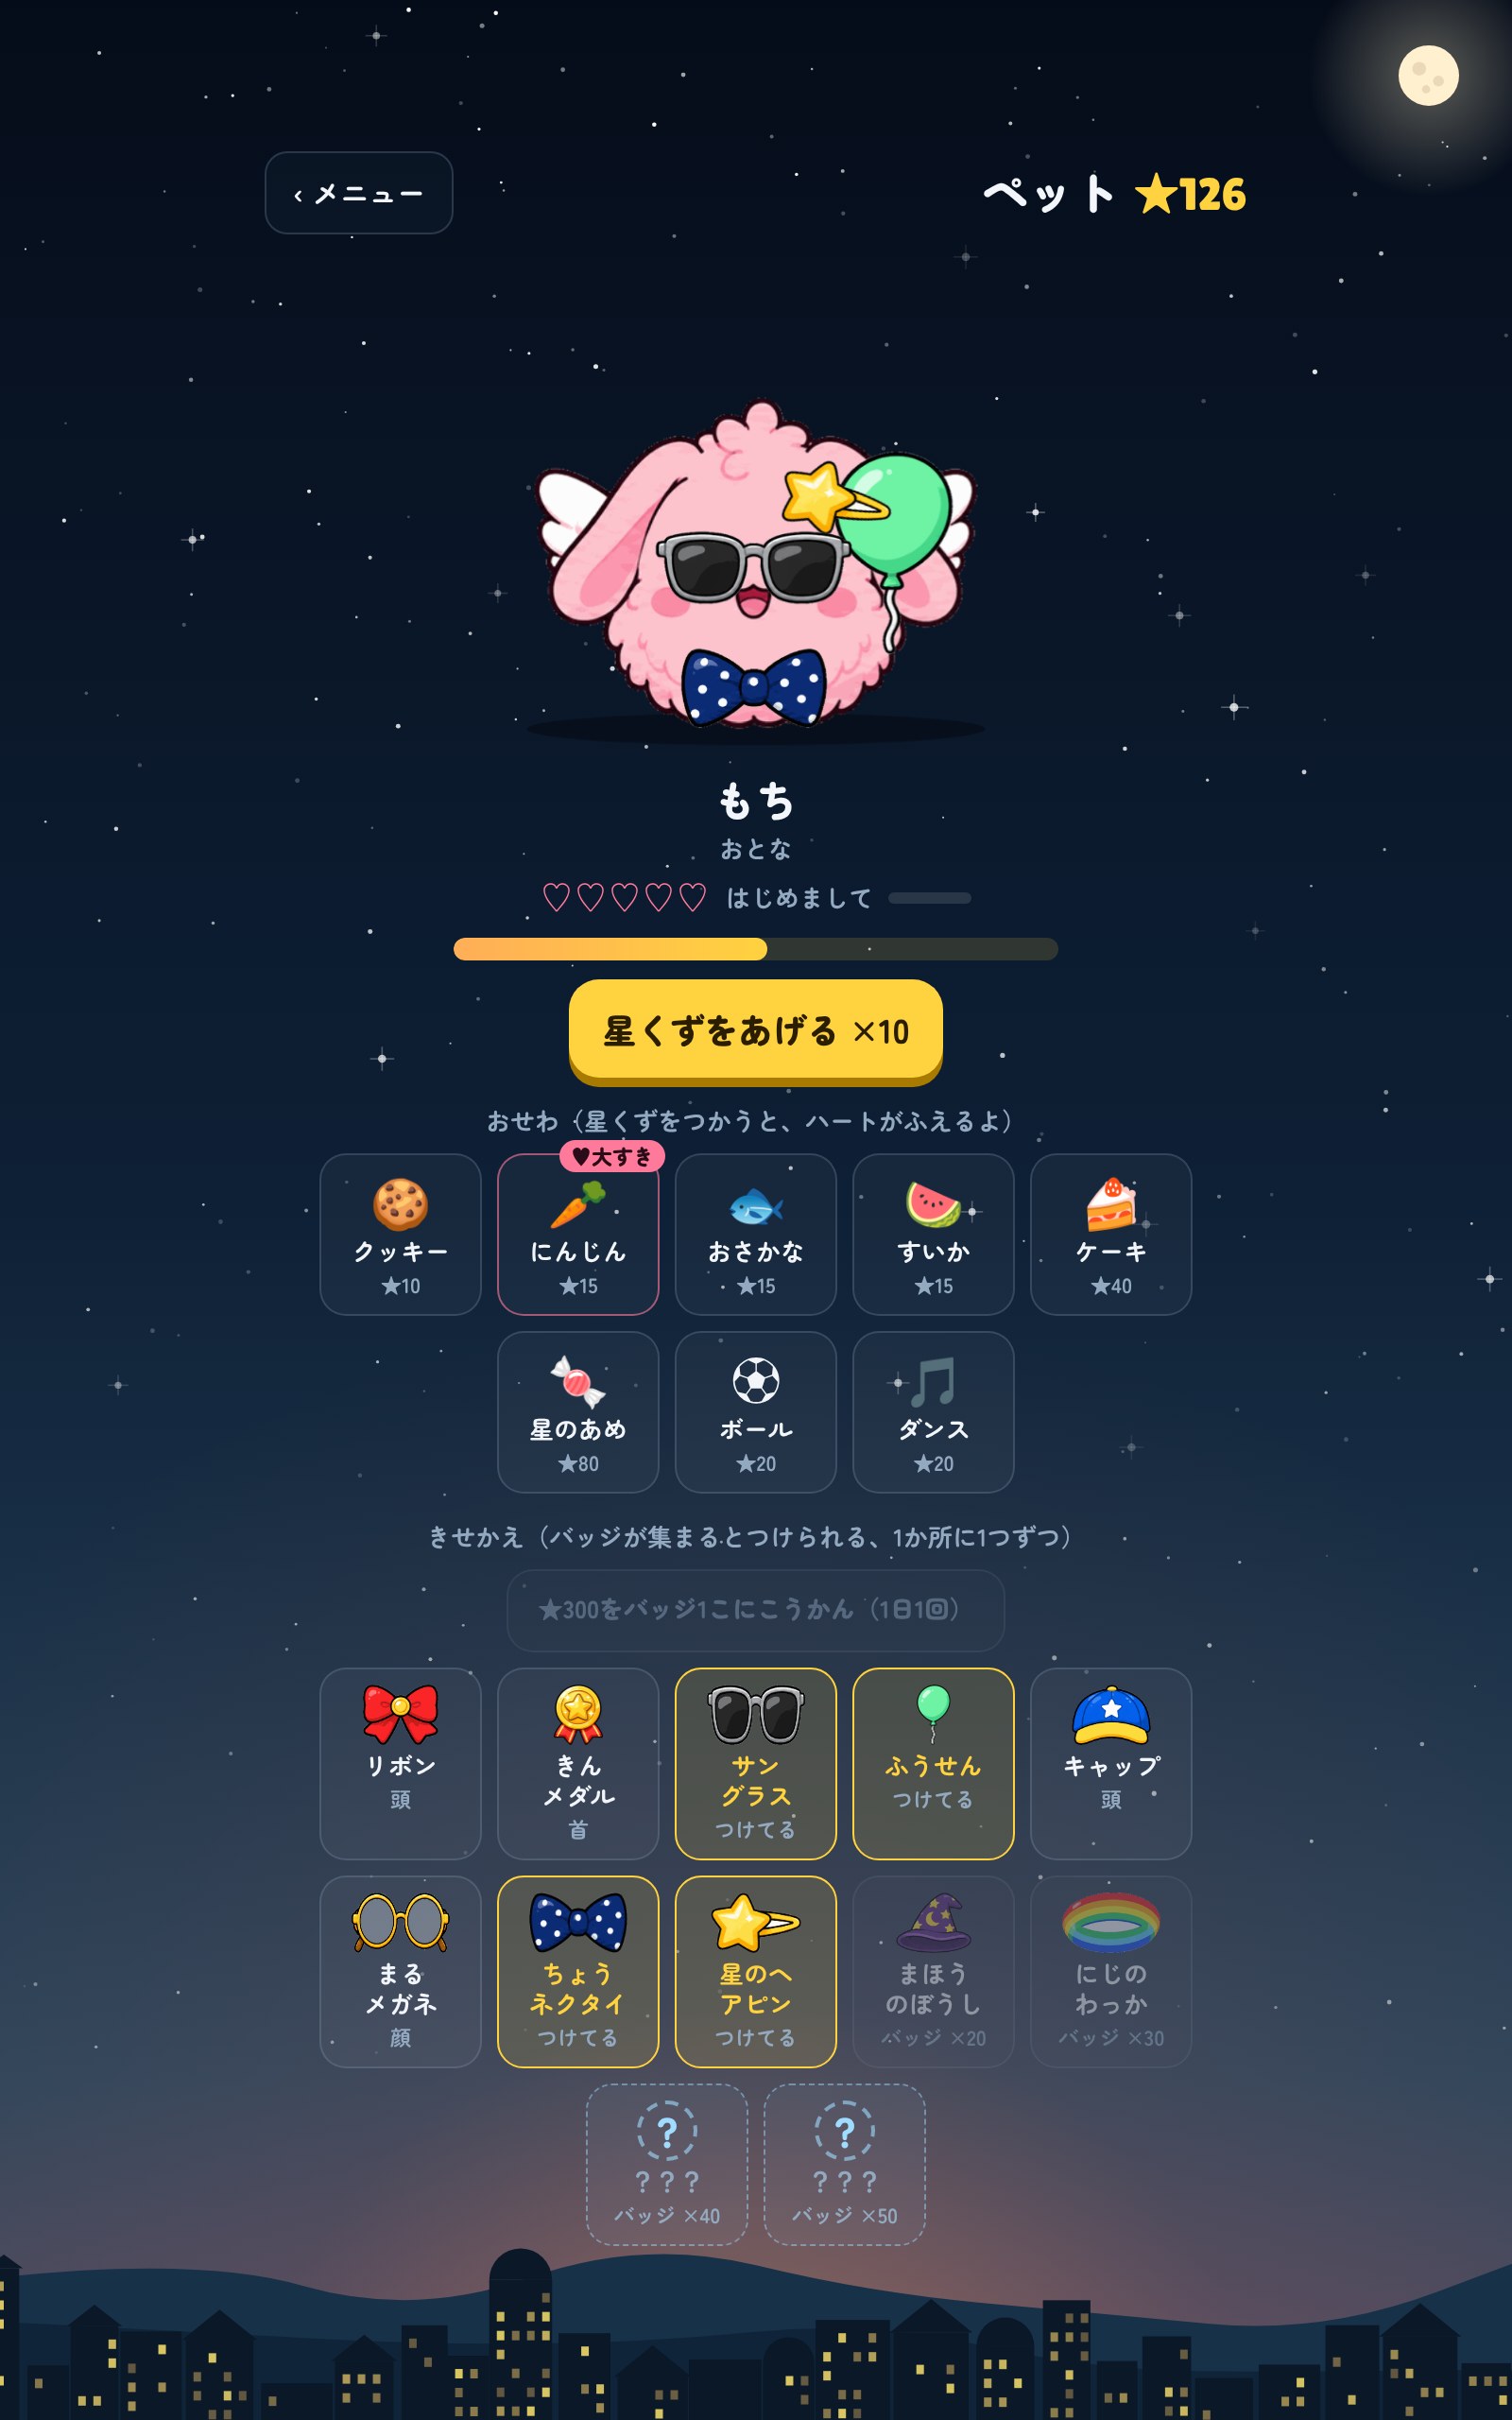 ‹ メニュー
ペット ★126
もち
おとな
♡♡♡♡♡ はじめまして
星くずをあげる ×10
おせわ（星くずをつかうと、ハートがふえるよ）
♥大すき
クッキー
★10
にんじん
★15
おさかな
★15
すいか
★15
ケーキ
★40
星のあめ
★80
ボール
★20
ダンス
★20
きせかえ（バッジが集まるとつけられる、1か所に1つずつ）
★300をバッジ1こにこうかん（1日1回）
リボン
頭
きん
メダル
首
サン
グラス
つけてる
ふうせん
つけてる
キャップ
頭
まる
メガネ
顔
ちょう
ネクタイ
つけてる
星のヘ
アピン
つけてる
まほう
のぼうし
バッジ ×20
にじの
わっか
バッジ ×30
?
???
バッジ ×40
?
???
バッジ ×50